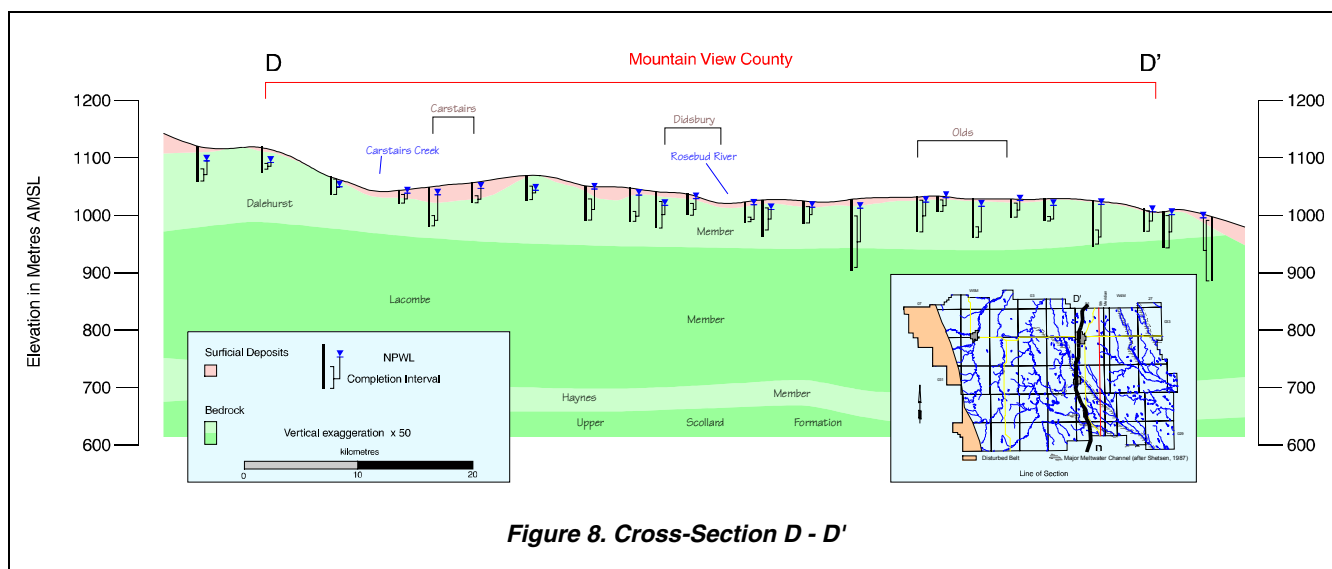 D
Mountain View County
D'
Elevation in Metres AMSL
1200
1100
1000
900
800
700
600
1200
1100
1000
900
800
700
600
Carstairs
Carstairs Creek
Didsbury
Rosebud River
Olds
Dalehurst
Member
Lacombe
Member
Haynes
Member
Upper
Scollard
Formation
Surficial Deposits
NPWL
Completion Interval
Bedrock
Vertical exaggeration x 50
kilometres
0
10
20
D'
D
Disturbed Belt
Major Meltwater Channel (after Shetsen, 1987)
Line of Section
Figure 8. Cross-Section D - D'